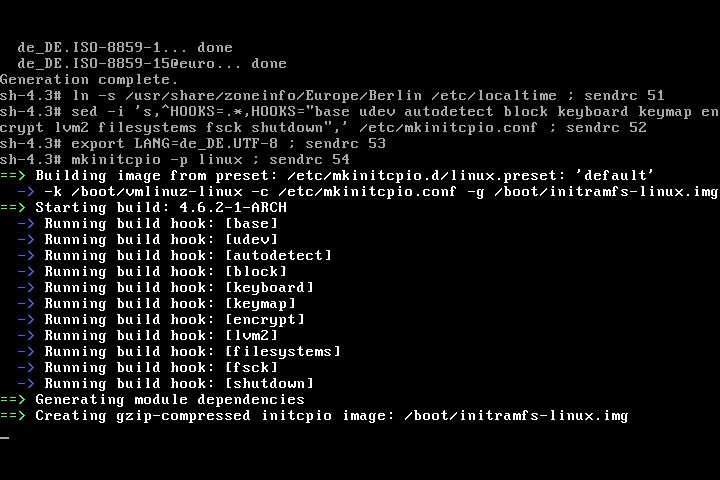 de_DE.ISO-8859-1... done
de_DE.ISO-8859-15@euro... done
Generation complete.
sh-4.3# ln -s /usr/share/zoneinfo/Europe/Berlin /etc/localtime ; sendrc 51
sh-4.3# sed -i 's,^HOOKS=.*,HOOKS="base udev autodetect block keyboard keymap en
crypt lvm2 filesystems fsck shutdown",' /etc/mkinitcpio.conf ; sendrc 52
sh-4.3# export LANG=de_DE.UTF-8 ; sendrc 53
sh-4.3# mkinitcpio -p linux ; sendrc 54
==> Building image from preset: /etc/mkinitcpio.d/linux.preset: 'default'
-> -k /boot/vmlinuz-linux -c /etc/mkinitcpio.conf -g /boot/initramfs-linux.img
==> Starting build: 4.6.2-1-ARCH
-> Running build hook: [base]
-> Running build hook: [udev]
-> Running build hook: [autodetect]
-> Running build hook: [block]
-> Running build hook: [keyboard]
-> Running build hook: [keymap]
-> Running build hook: [encrypt]
-> Running build hook: [lvm2]
-> Running build hook: [filesystems]
-> Running build hook: [fsck]
-> Running build hook: [shutdown]
==> Generating module dependencies
==> Creating gzip-compressed initcpio image: /boot/initramfs-linux.img